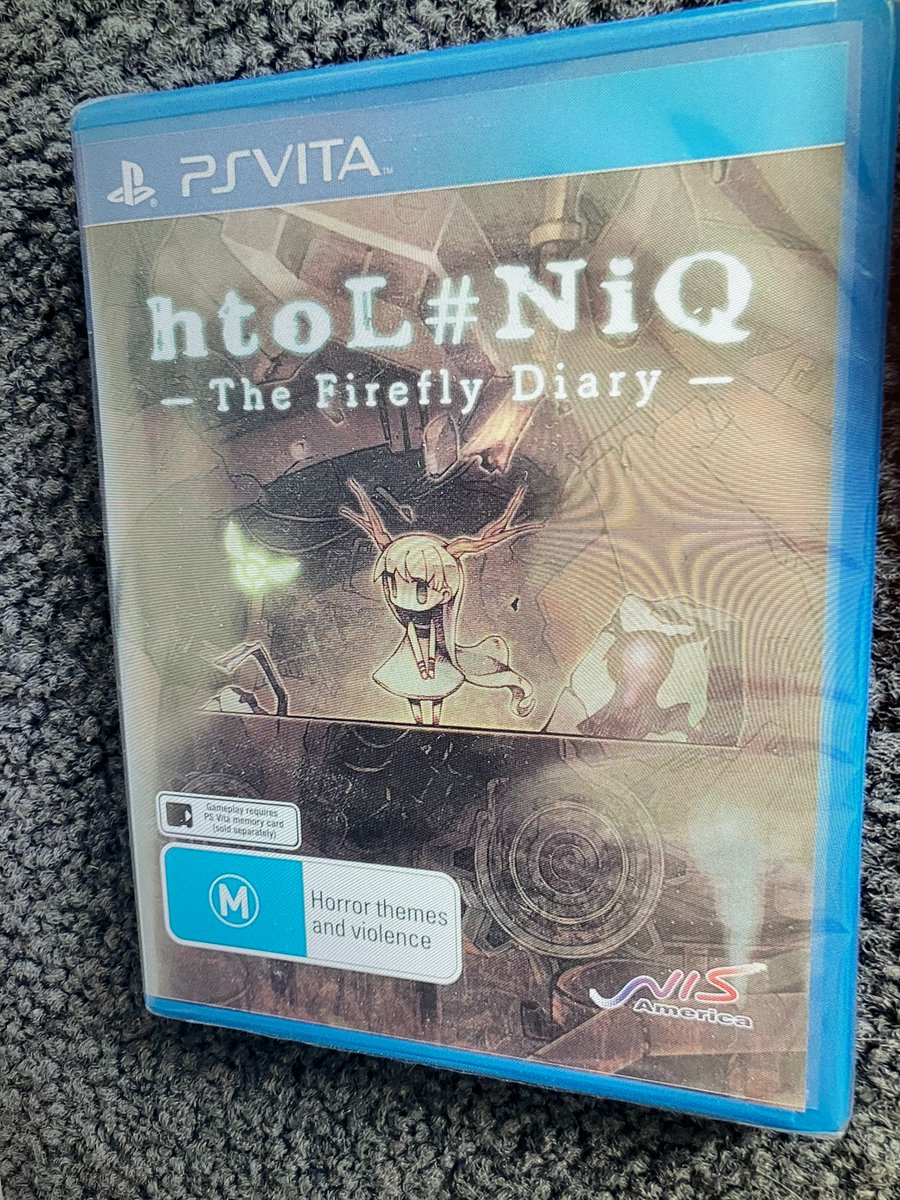 PSVITA™
htoL#NiQ
— The Firefly Diary —
Gameplay requires
PS Vita memory card
(sold separately)
M
Horror themes
and violence
NIS
America